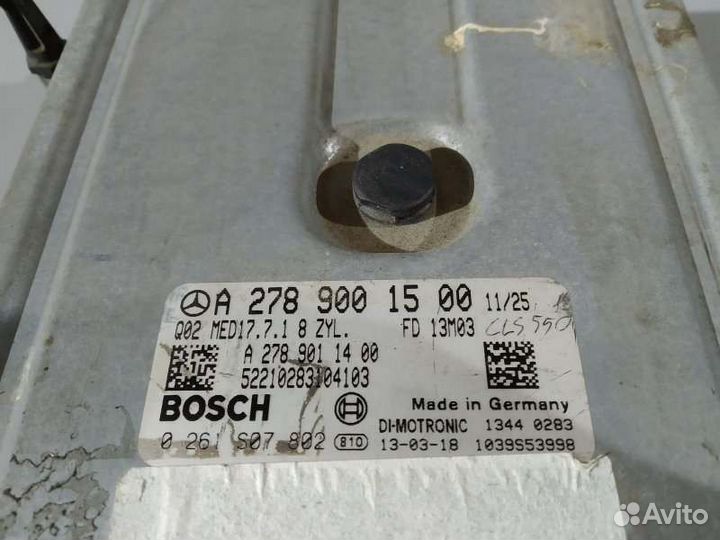 A 278 900 15 00 11/25
Q02 MED17.7.1 8 ZYL. FD 13M03 CLS 550
A 278 901 14 00
52210283104103
BOSCH Made in Germany
DI-MOTRONIC 1344 0283
0 261 S07 802 810 13-03-18 1039S53998
Avito